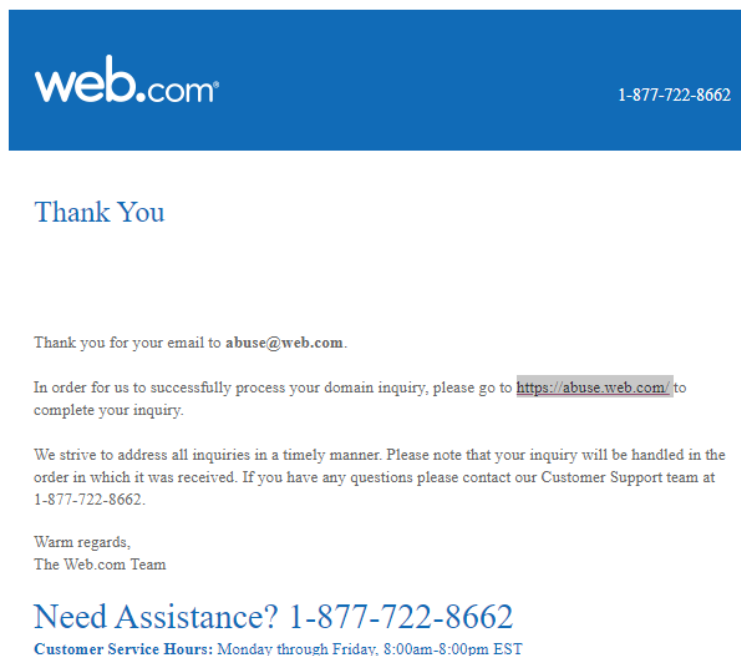 web.com®
1-877-722-8662
Thank You
Thank you for your email to abuse@web.com.
In order for us to successfully process your domain inquiry, please go to https://abuse.web.com/ to
complete your inquiry.
We strive to address all inquiries in a timely manner. Please note that your inquiry will be handled in the
order in which it was received. If you have any questions please contact our Customer Support team at
1-877-722-8662.
Warm regards,
The Web.com Team
Need Assistance? 1-877-722-8662
Customer Service Hours: Monday through Friday, 8:00am-8:00pm EST